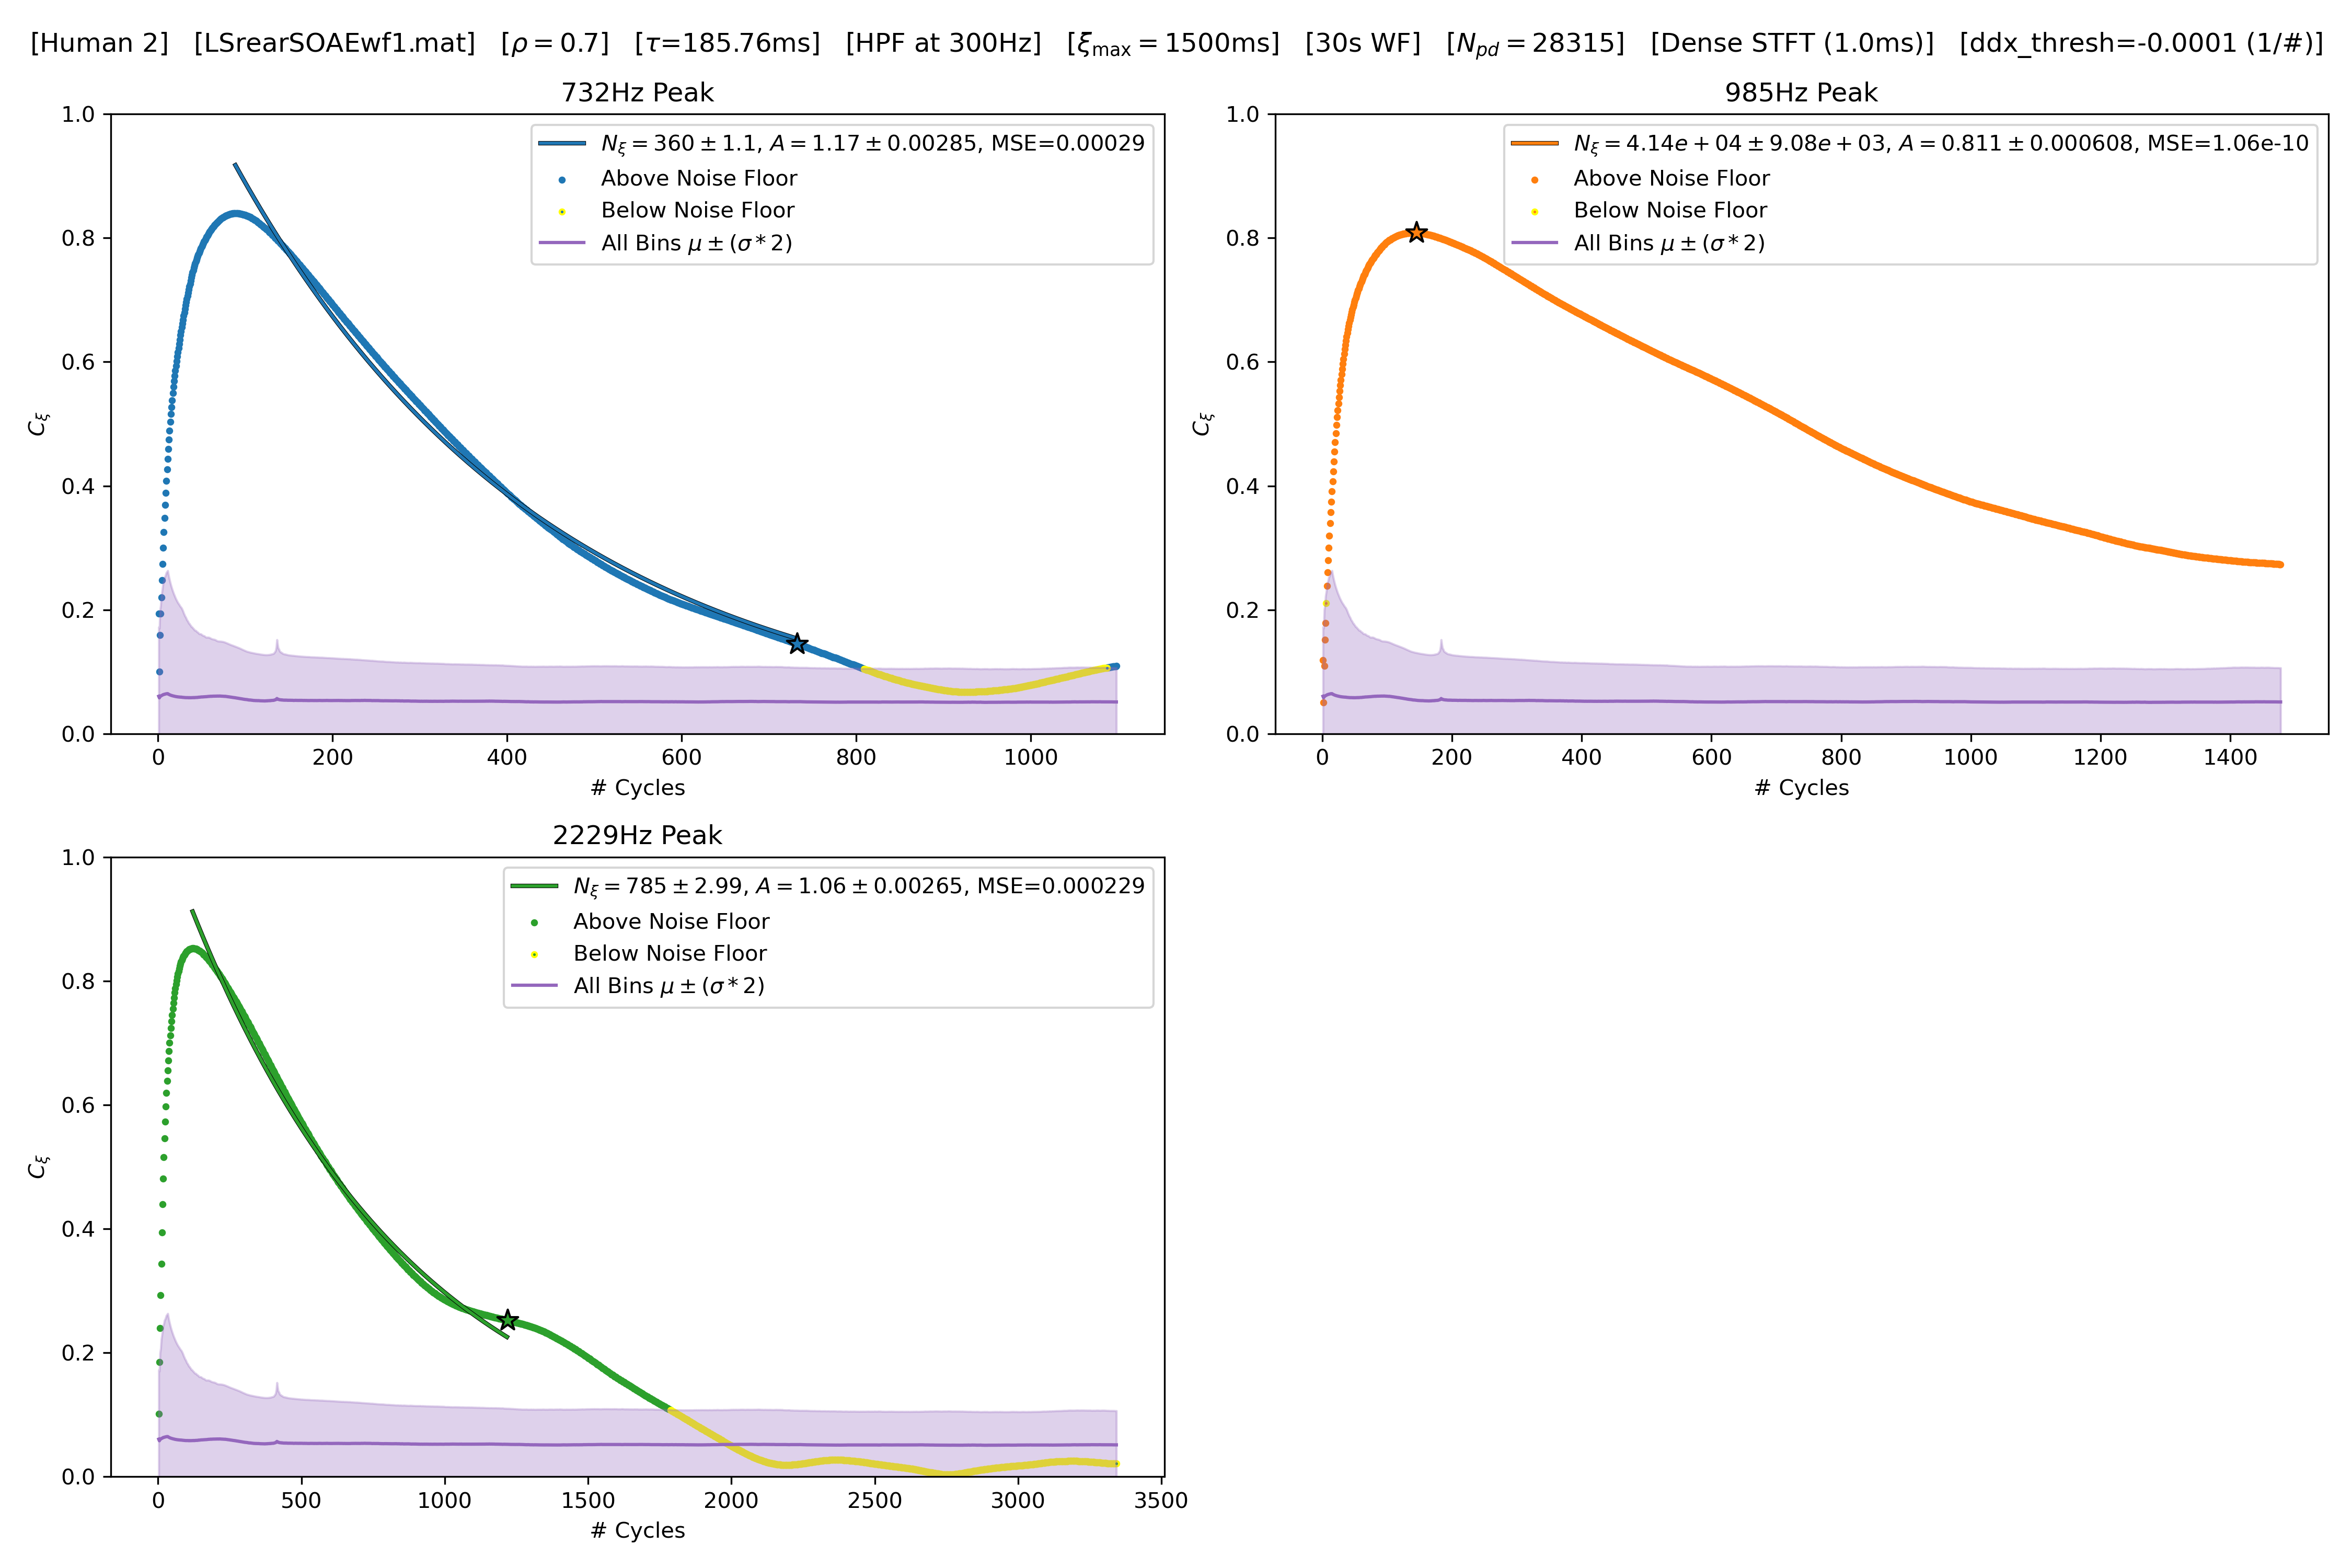 [Human 2] [LSrearSOAEwf1.mat] [ρ = 0.7] [τ=185.76ms] [HPF at 300Hz] [ξmax = 1500ms] [30s WF] [Npd = 28315] [Dense STFT (1.0ms)] [ddx_thresh=-0.0001 (1/#)]
732Hz Peak
Nξ = 360 ± 1.1, A = 1.17 ± 0.00285, MSE=0.00029
Above Noise Floor
Below Noise Floor
All Bins μ ± (σ * 2)
1.0
0.8
0.6
0.4
0.2
0.0
Cξ
0 200 400 600 800 1000
# Cycles
985Hz Peak
Nξ = 4.14e + 04 ± 9.08e + 03, A = 0.811 ± 0.000608, MSE=1.06e-10
Above Noise Floor
Below Noise Floor
All Bins μ ± (σ * 2)
1.0
0.8
0.6
0.4
0.2
0.0
Cξ
0 200 400 600 800 1000 1200 1400
# Cycles
2229Hz Peak
Nξ = 785 ± 2.99, A = 1.06 ± 0.00265, MSE=0.000229
Above Noise Floor
Below Noise Floor
All Bins μ ± (σ * 2)
1.0
0.8
0.6
0.4
0.2
0.0
Cξ
0 500 1000 1500 2000 2500 3000 3500
# Cycles